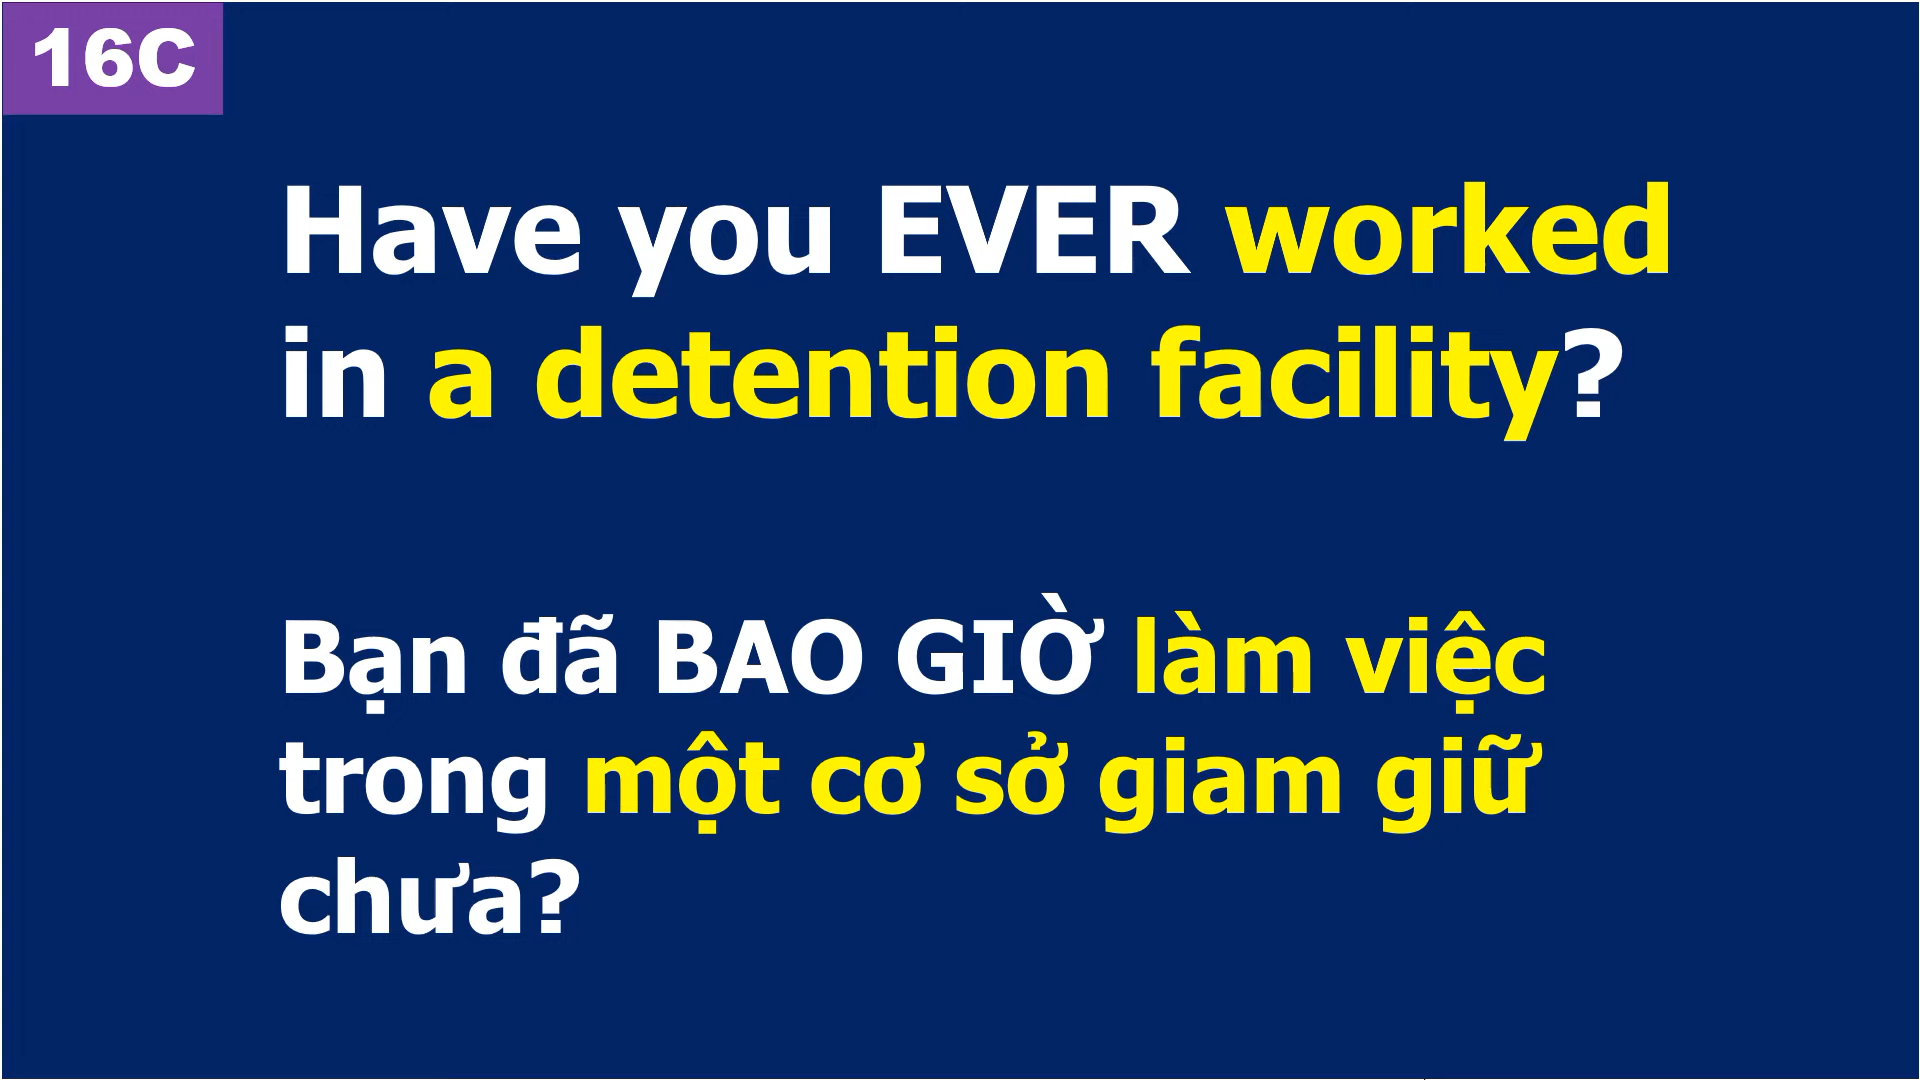 16C
Have you EVER worked
in a detention facility?
Bạn đã BAO GIỜ làm việc
trong một cơ sở giam giữ
chưa?